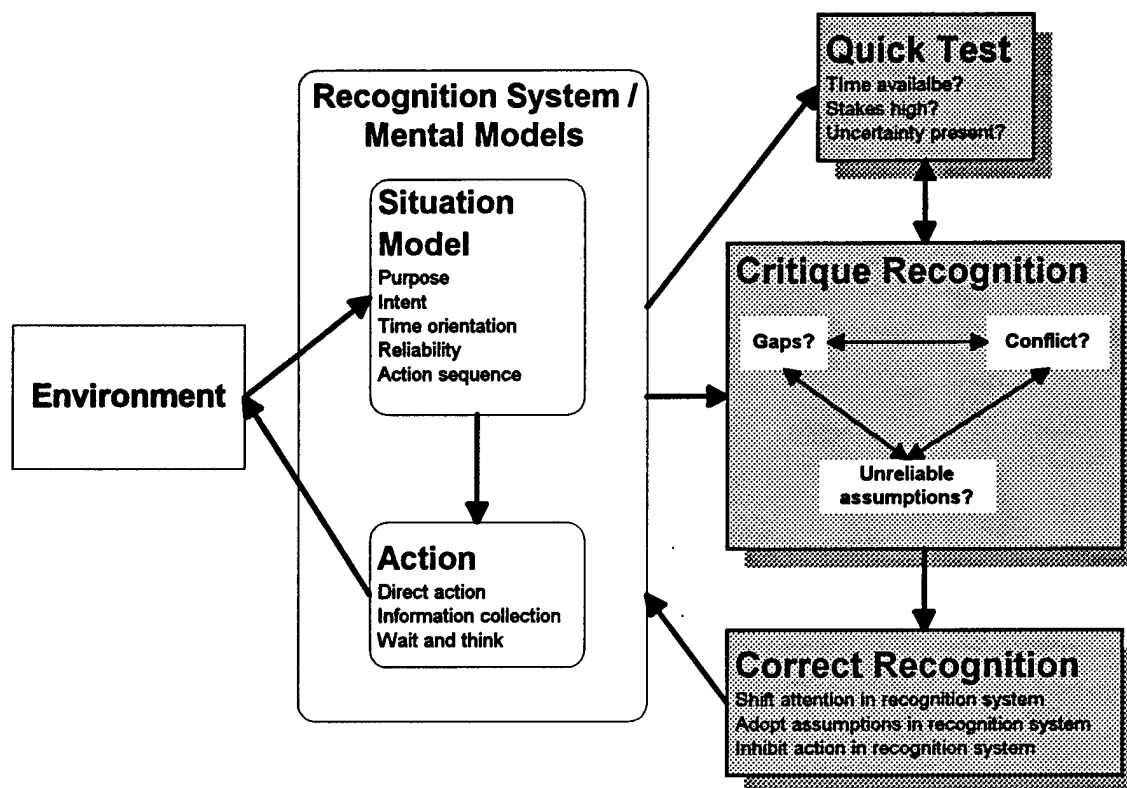 Environment
Recognition System /
Mental Models
Situation
Model
Purpose
Intent
Time orientation
Reliability
Action sequence
Action
Direct action
Information collection
Wait and think
Quick Test
Time availalbe?
Stakes high?
Uncertainty present?
Critique Recognition
Gaps?
Conflict?
Unreliable
assumptions?
Correct Recognition
Shift attention in recognition system
Adopt assumptions in recognition system
Inhibit action in recognition system